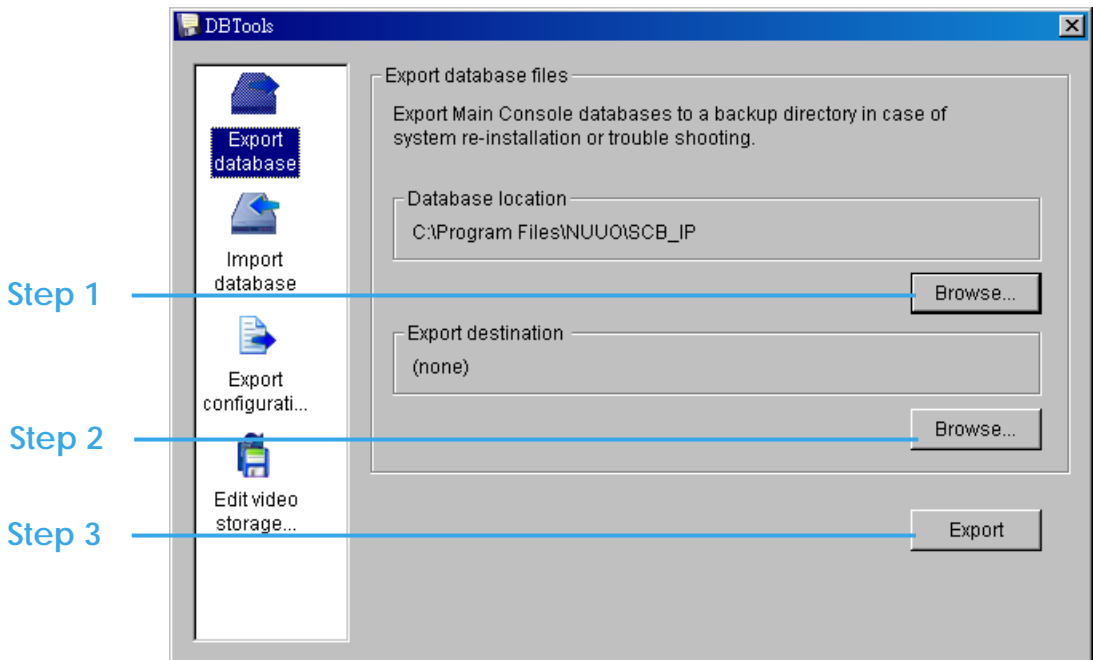 DBTools
Export
database
Import
database
Export
configurati...
Edit video
storage...
Export database files
Export Main Console databases to a backup directory in case of
system re-installation or trouble shooting.
Database location
C:\Program Files\NUUO\SCB_IP
Step 1
Browse...
Export destination
(none)
Step 2
Browse...
Step 3
Export